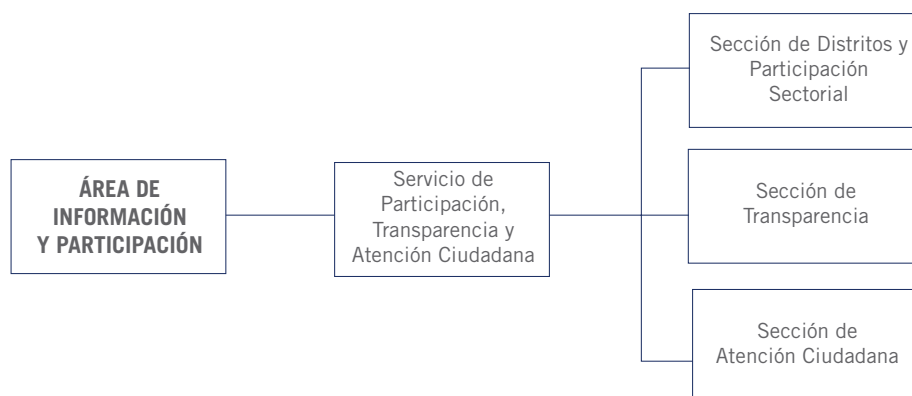 ÁREA DE
INFORMACIÓN
Y PARTICIPACIÓN
Servicio de
Participación,
Transparencia y
Atención Ciudadana
Sección de Distritos y
Participación
Sectorial
Sección de
Transparencia
Sección de
Atención Ciudadana